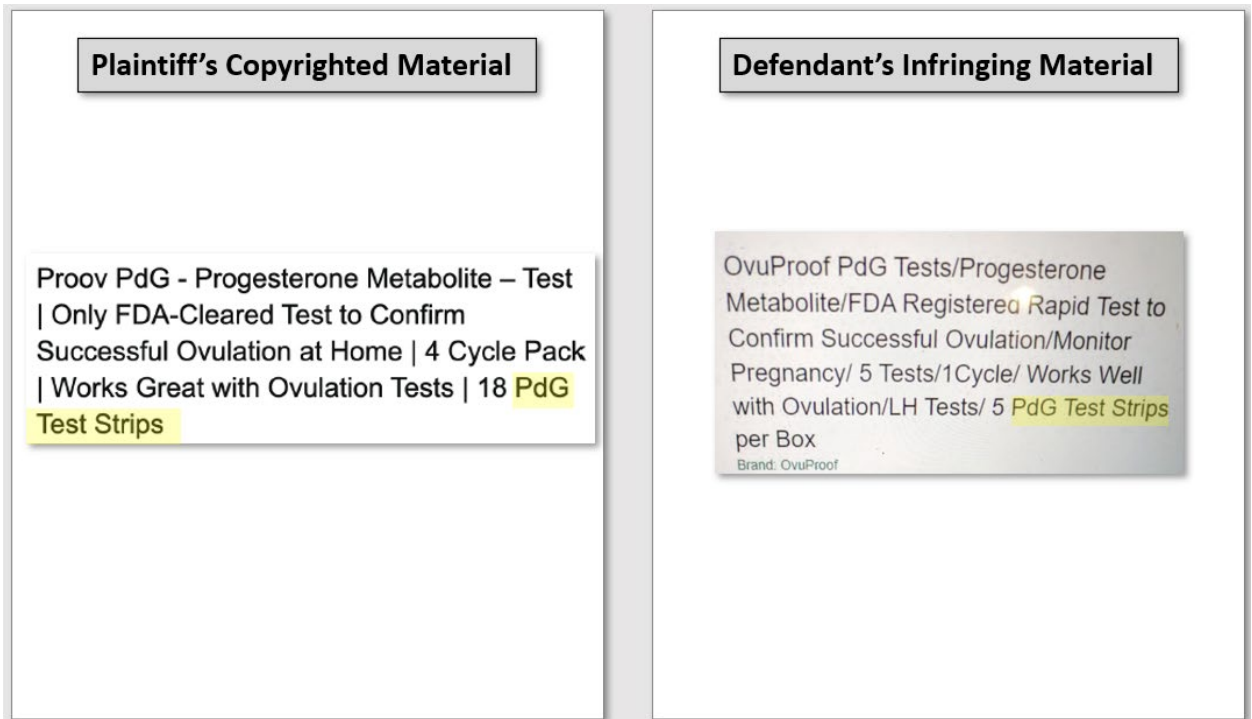 Plaintiff's Copyrighted Material
Proov PdG - Progesterone Metabolite – Test
| Only FDA-Cleared Test to Confirm
Successful Ovulation at Home | 4 Cycle Pack
| Works Great with Ovulation Tests | 18 PdG
Test Strips
Defendant's Infringing Material
OvuProof PdG Tests/Progesterone
Metabolite/FDA Registered Rapid Test to
Confirm Successful Ovulation/Monitor
Pregnancy/ 5 Tests/1Cycle/ Works Well
with Ovulation/LH Tests/ 5 PdG Test Strips
per Box
Brand: OvuProof